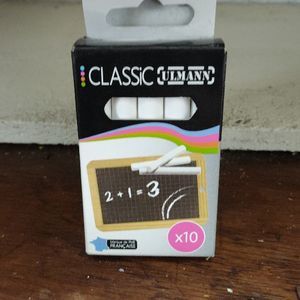 CLASSiC ULMANN
2+1=3
FRANÇAISE
x10